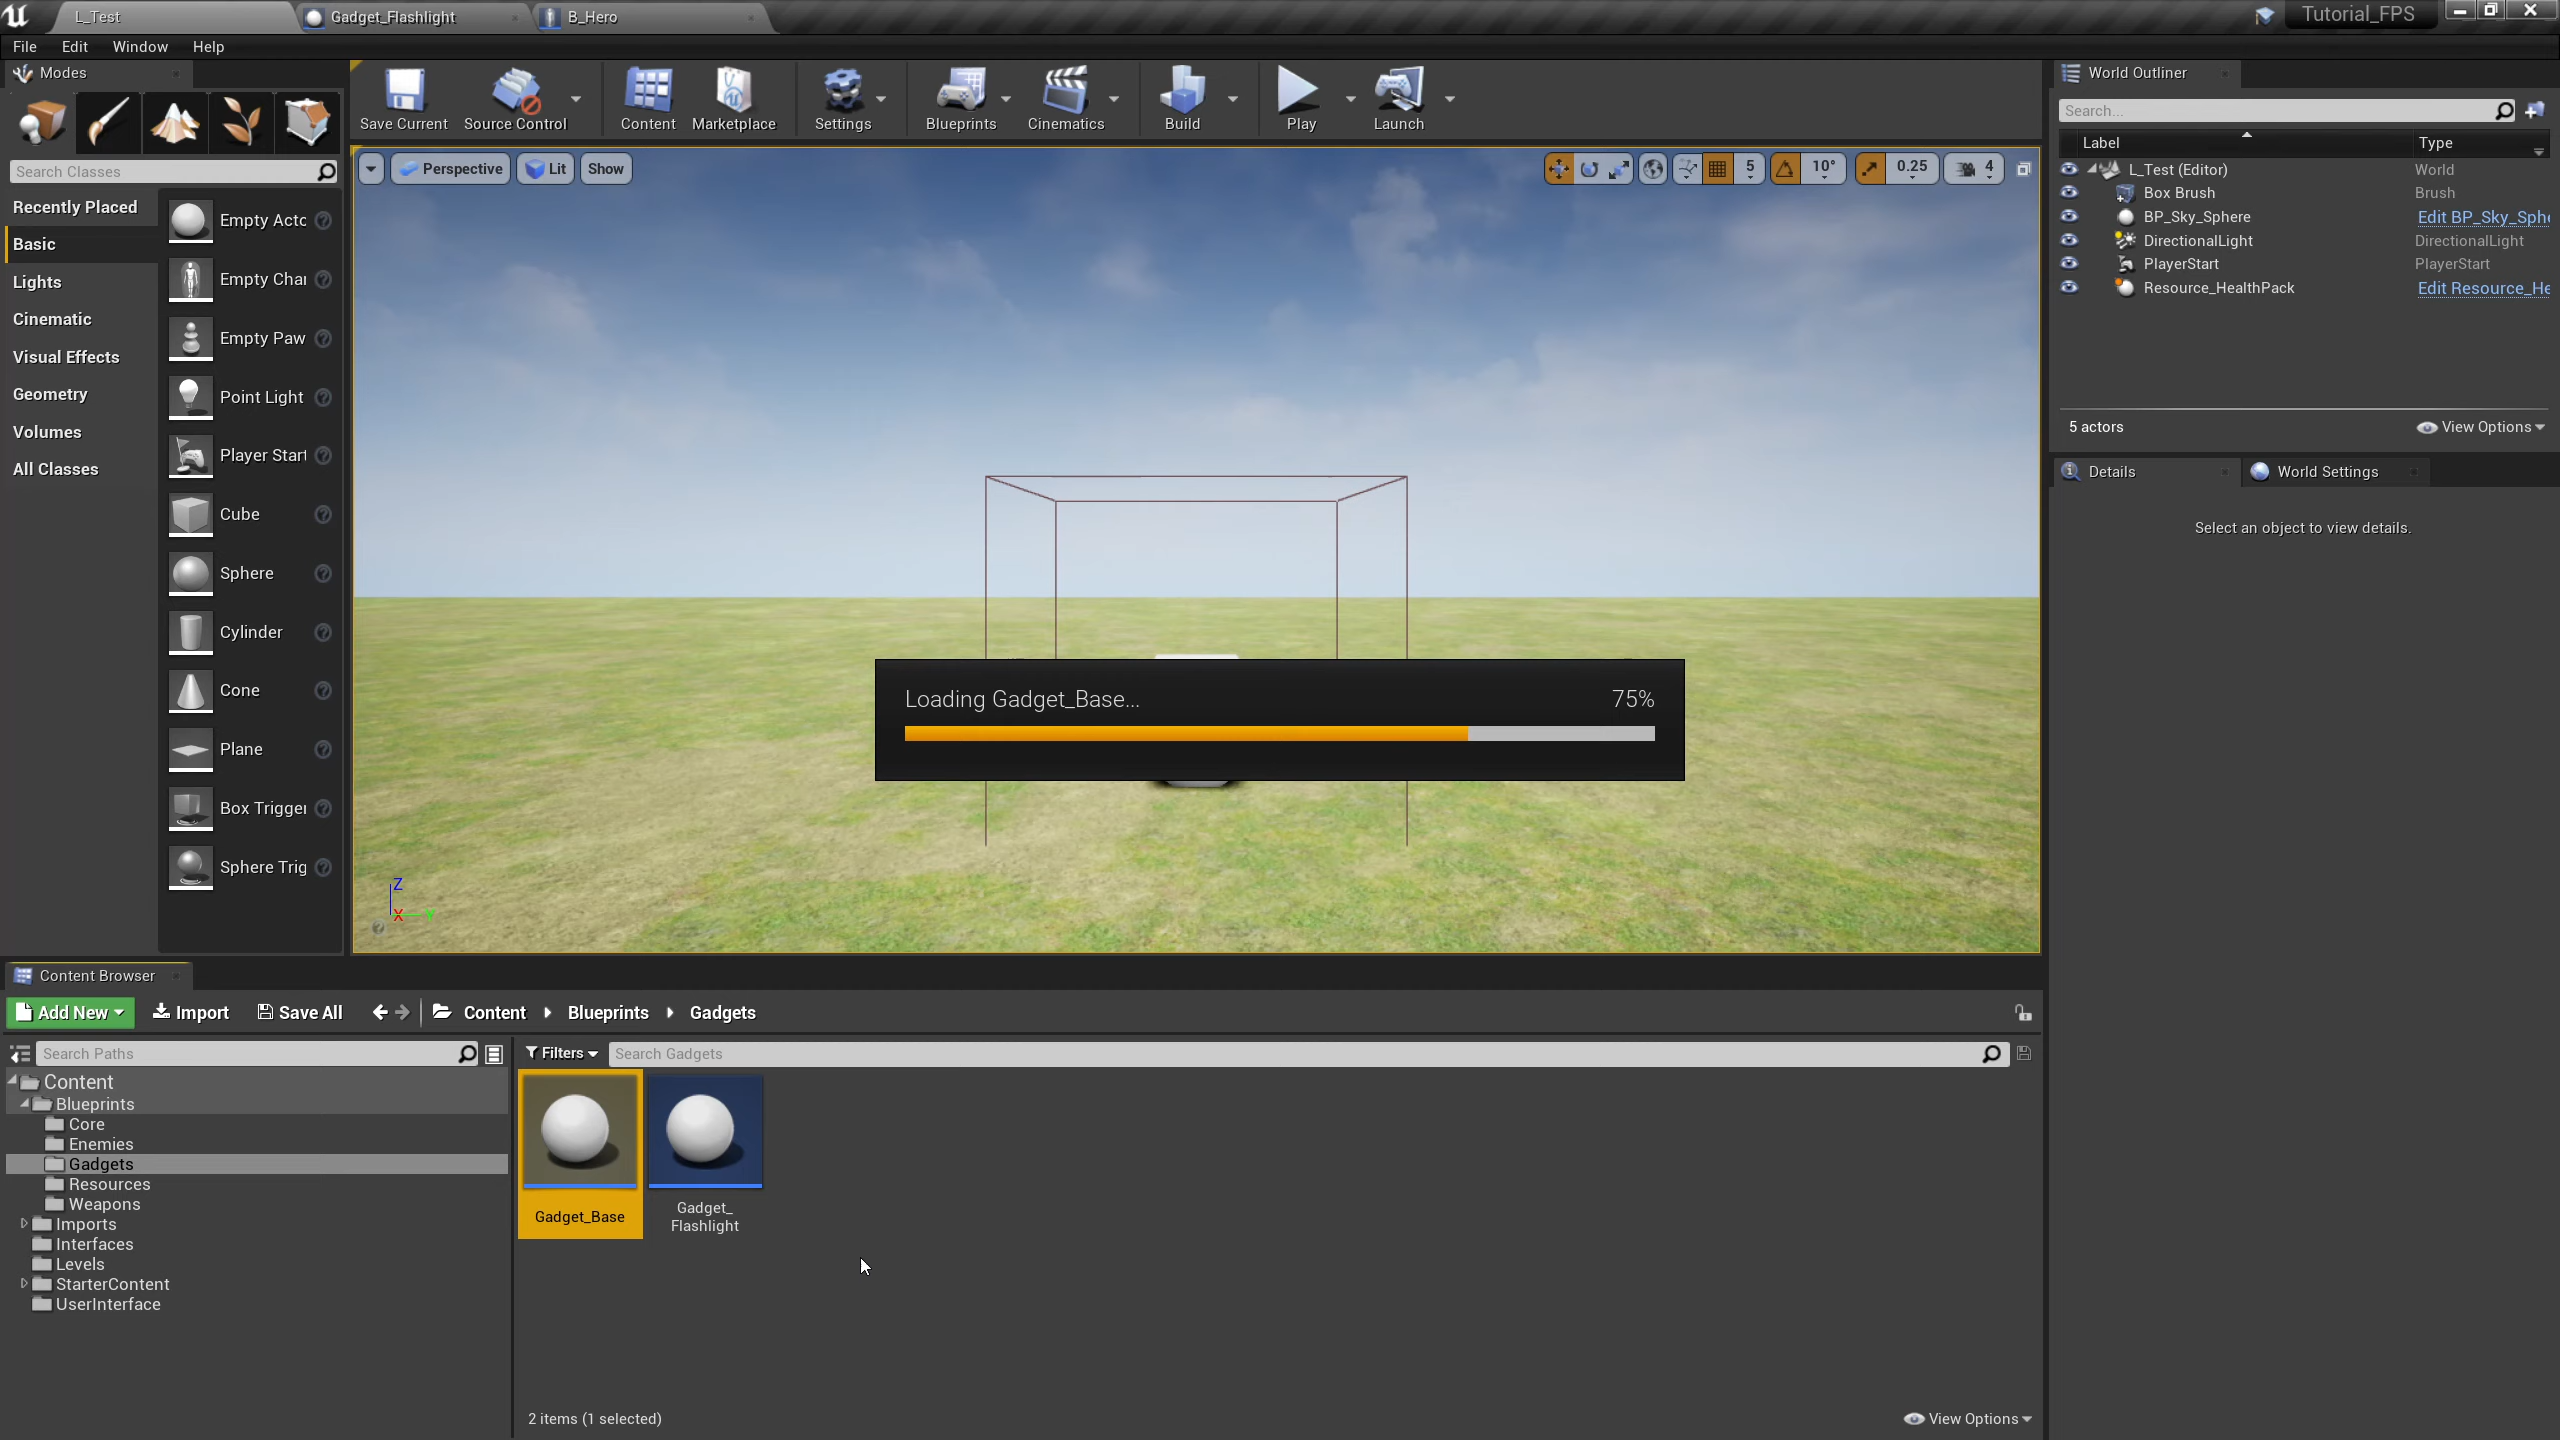 L_Test
Gadget_Flashlight
B_Hero
Tutorial_FPS
File Edit Window Help
Modes
Save Current
Source Control
Content
Marketplace
Settings
Blueprints
Cinematics
Build
Play
Launch
Search Classes
Recently Placed
Basic
Lights
Cinematic
Visual Effects
Geometry
Volumes
All Classes
Empty Acto
Empty Char
Empty Paw
Point Light
Player Start
Cube
Sphere
Cylinder
Cone
Plane
Box Trigger
Sphere Trig
Perspective
Lit
Show
5
10°
0.25
4
Loading Gadget_Base...
75%
Z
X
Y
World Outliner
Search...
Label Type
L_Test (Editor) World
Box Brush Brush
BP_Sky_Sphere Edit BP_Sky_Sph
DirectionalLight DirectionalLight
PlayerStart PlayerStart
Resource_HealthPack Edit Resource_He
5 actors
View Options
Details
World Settings
Select an object to view details.
Content Browser
Add New
Import
Save All
Content
Blueprints
Gadgets
Search Paths
Filters
Search Gadgets
Content
Blueprints
Core
Enemies
Gadgets
Resources
Weapons
Imports
Interfaces
Levels
StarterContent
UserInterface
Gadget_Base
Gadget_
Flashlight
2 items (1 selected)
View Options